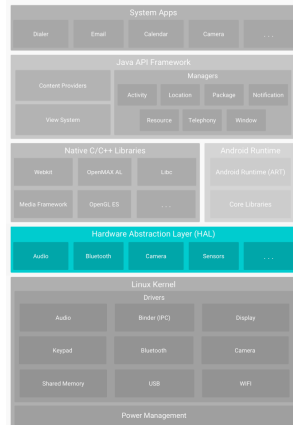 System Apps
Dialer Email Calendar Camera . . .
Java API Framework
Content Providers
View System
Managers
Activity Location Package Notification
Resource Telephony Window
Native C/C++ Libraries
Webkit OpenMAX AL Libc
Media Framework OpenGL ES . . .
Android Runtime
Android Runtime (ART)
Core Libraries
Hardware Abstraction Layer (HAL)
Audio Bluetooth Camera Sensors . . .
Linux Kernel
Drivers
Audio Binder (IPC) Display
Keypad Bluetooth Camera
Shared Memory USB WIFI
Power Management